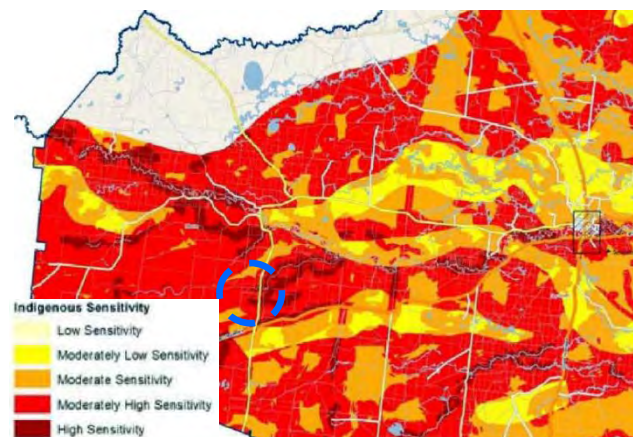 Indigenous Sensitivity
Low Sensitivity
Moderately Low Sensitivity
Moderate Sensitivity
Moderately High Sensitivity
High Sensitivity